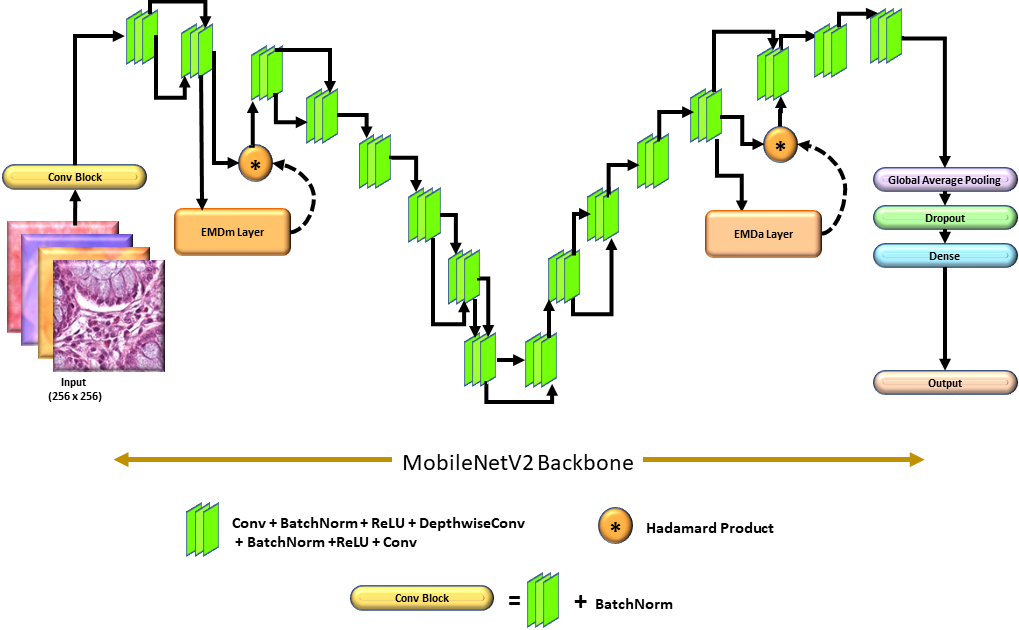 Conv Block
*
EMDm Layer
Input
(256 x 256)
*
EMDa Layer
Global Average Pooling
Dropout
Dense
Output
MobileNetV2 Backbone
Conv + BatchNorm + ReLU + DepthwiseConv
+ BatchNorm +ReLU + Conv
* Hadamard Product
Conv Block = + BatchNorm